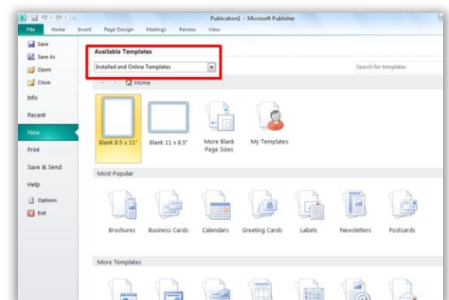 Publication1 - Microsoft Publisher
File Home Insert Page Design Mailings Review View
Save
Save As
Open
Close
Info
Recent
New
Print
Save & Send
Help
Options
Exit
Available Templates
Installed and Online Templates
Search for templates
Home
Blank 8.5 x 11"
Blank 11 x 8.5"
More Blank
Page Sizes
My Templates
Most Popular
Brochures Business Cards Calendars Greeting Cards Labels Newsletters Postcards
More Templates